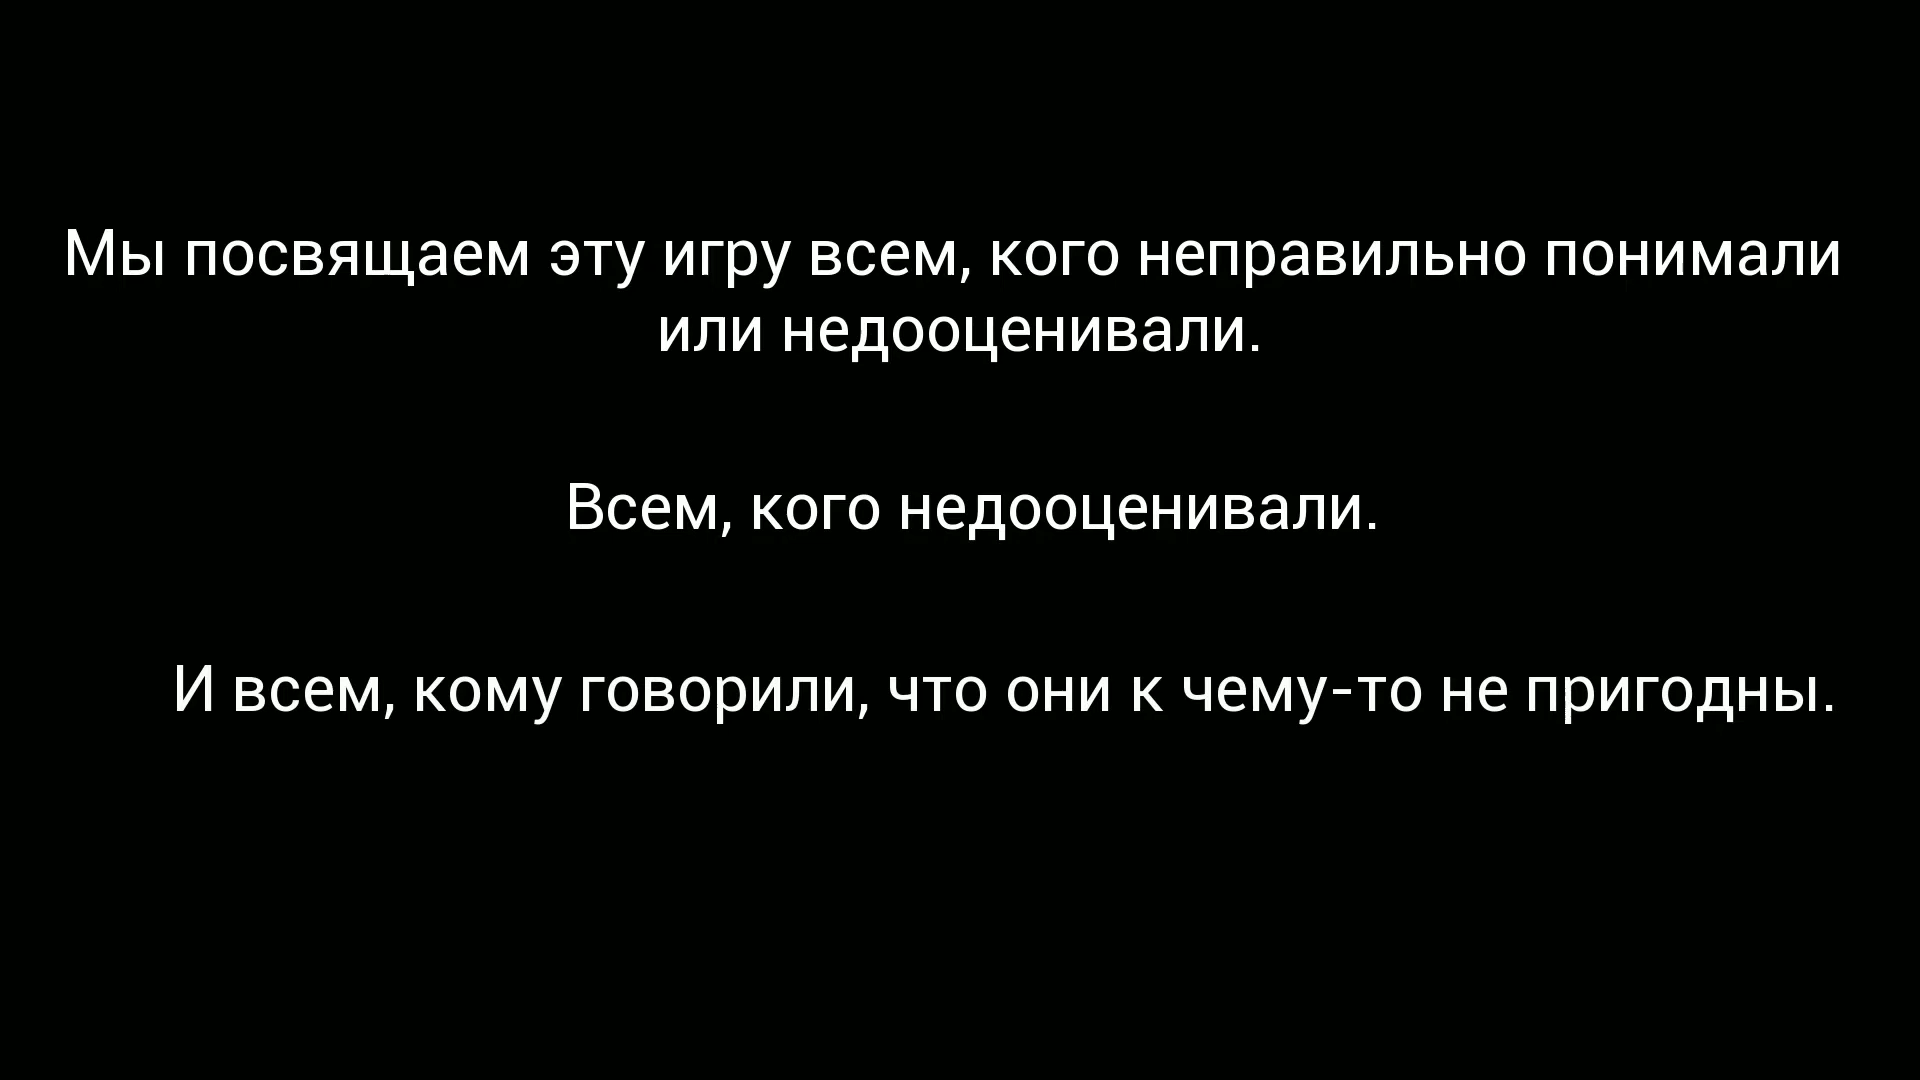 Мы посвящаем эту игру всем, кого неправильно понимали
или недооценивали.
Всем, кого недооценивали.
И всем, кому говорили, что они к чему-то не пригодны.